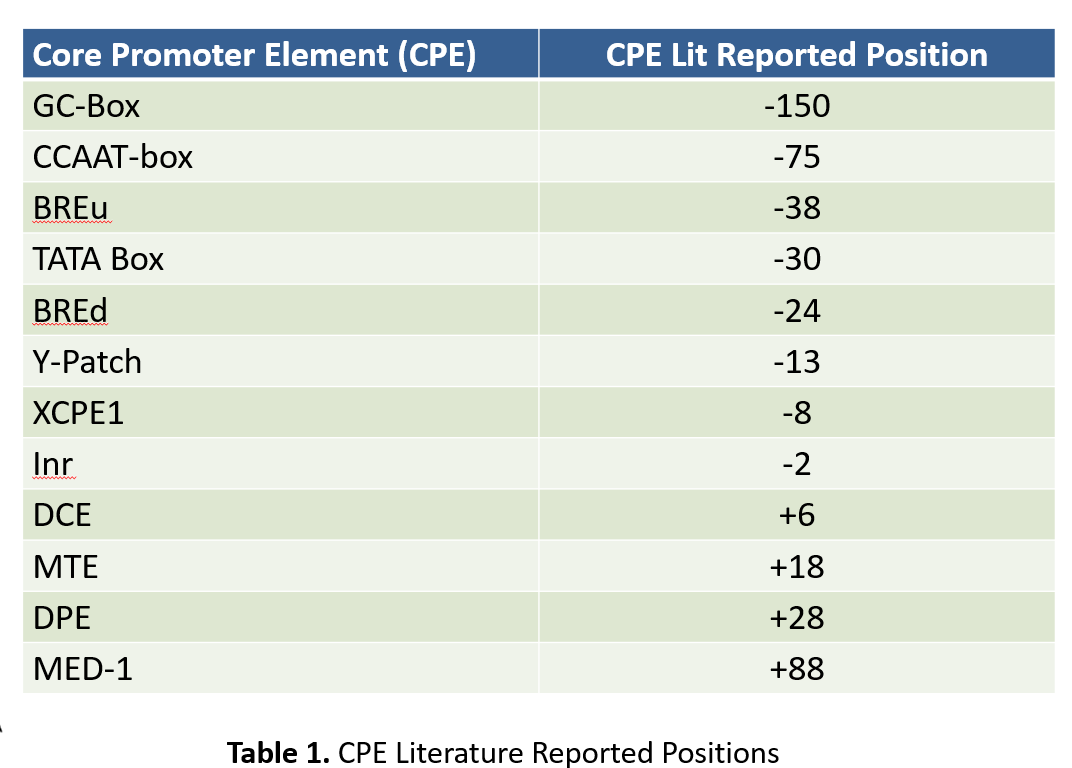 Core Promoter Element (CPE) CPE Lit Reported Position
GC-Box -150
CCAAT-box -75
BREu -38
TATA Box -30
BREd -24
Y-Patch -13
XCPE1 -8
Inr -2
DCE +6
MTE +18
DPE +28
MED-1 +88
Table 1. CPE Literature Reported Positions